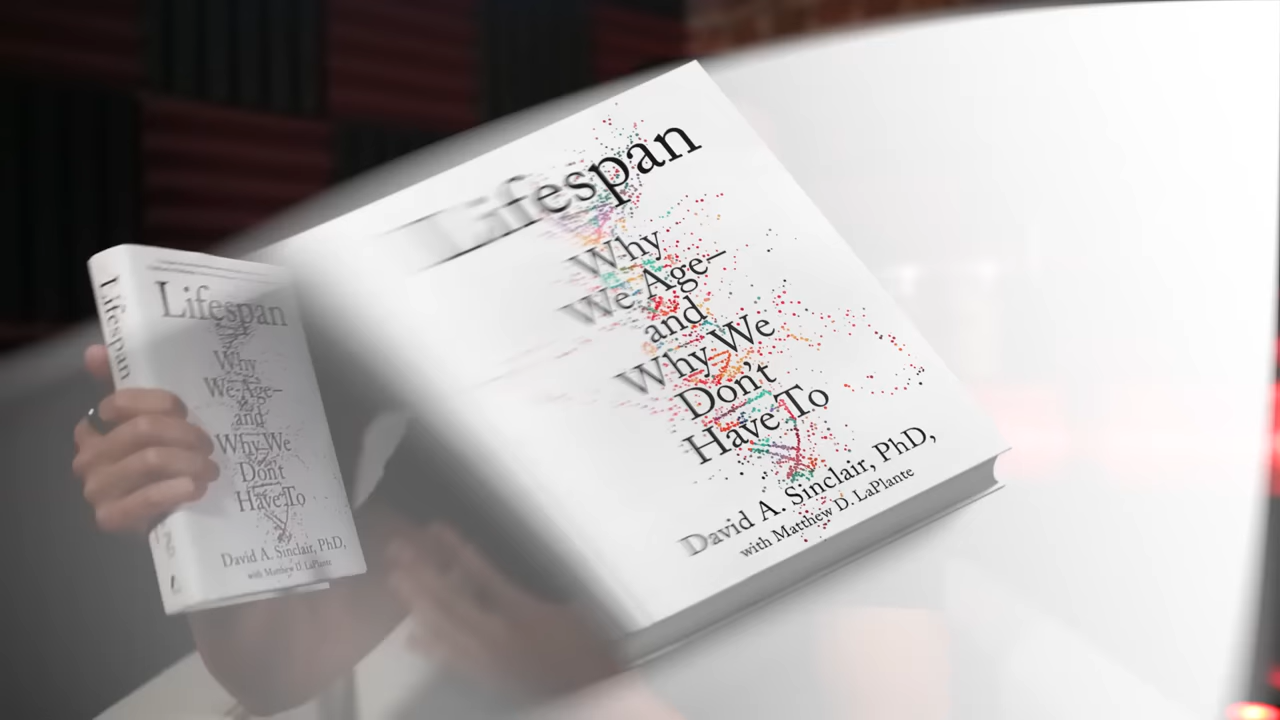 Lifespan
Lifespan
Why
We Age–
and
Why We
Don't
Have To
David A. Sinclair, PhD,
with Matthew D. LaPlante
Lifespan
Why
We Age–
and
Why We
Don't
Have To
David A. Sinclair, PhD,
with Matthew D. LaPlante